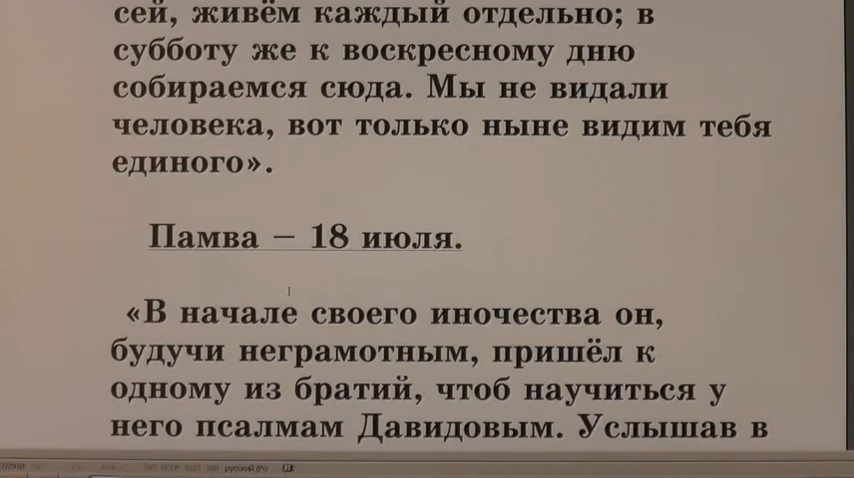 сей, живём каждый отдельно; в
субботу же к воскресному дню
собираемся сюда. Мы не видали
человека, вот только ныне видим тебя
единого».
Памва – 18 июля.
«В начале своего иночества он,
будучи неграмотным, пришёл к
одному из братий, чтоб научиться у
него псалмам Давидовым. Услышав в
русский (Ро